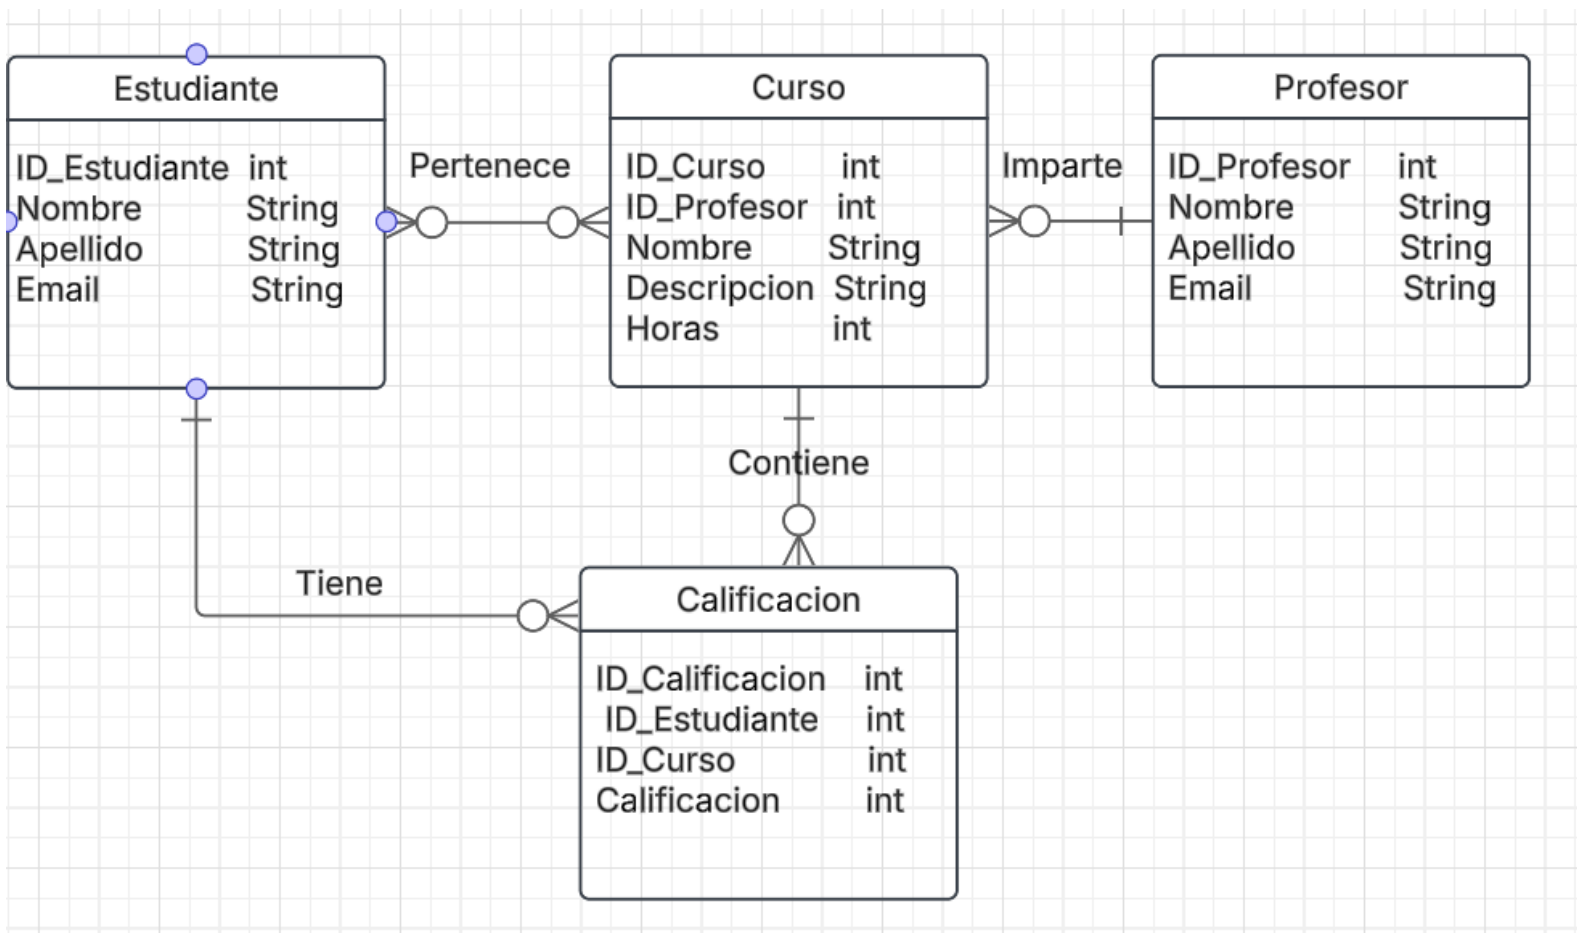 Estudiante
ID_Estudiante int
Nombre String
Apellido String
Email String
Pertenece
Curso
ID_Curso int
ID_Profesor int
Nombre String
Descripcion String
Horas int
Imparte
Profesor
ID_Profesor int
Nombre String
Apellido String
Email String
Contiene
Tiene
Calificacion
ID_Calificacion int
ID_Estudiante int
ID_Curso int
Calificacion int